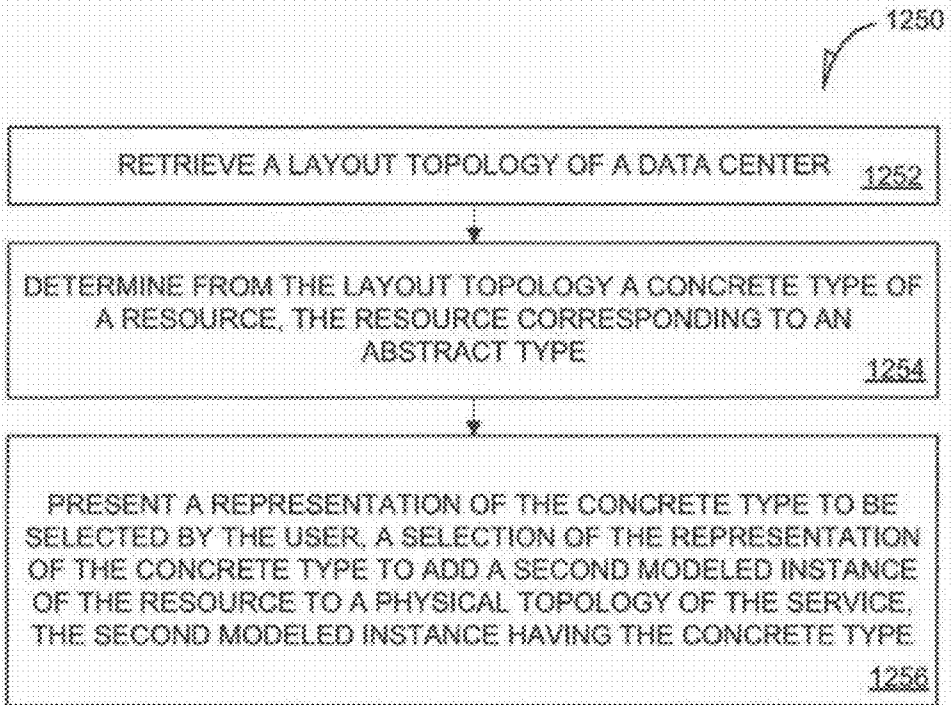 1250
RETRIEVE A LAYOUT TOPOLOGY OF A DATA CENTER
1252
DETERMINE FROM THE LAYOUT TOPOLOGY A CONCRETE TYPE OF
A RESOURCE, THE RESOURCE CORRESPONDING TO AN
ABSTRACT TYPE
1254
PRESENT A REPRESENTATION OF THE CONCRETE TYPE TO BE
SELECTED BY THE USER, A SELECTION OF THE REPRESENTATION
OF THE CONCRETE TYPE TO ADD A SECOND MODELED INSTANCE
OF THE RESOURCE TO A PHYSICAL TOPOLOGY OF THE SERVICE,
THE SECOND MODELED INSTANCE HAVING THE CONCRETE TYPE
1256